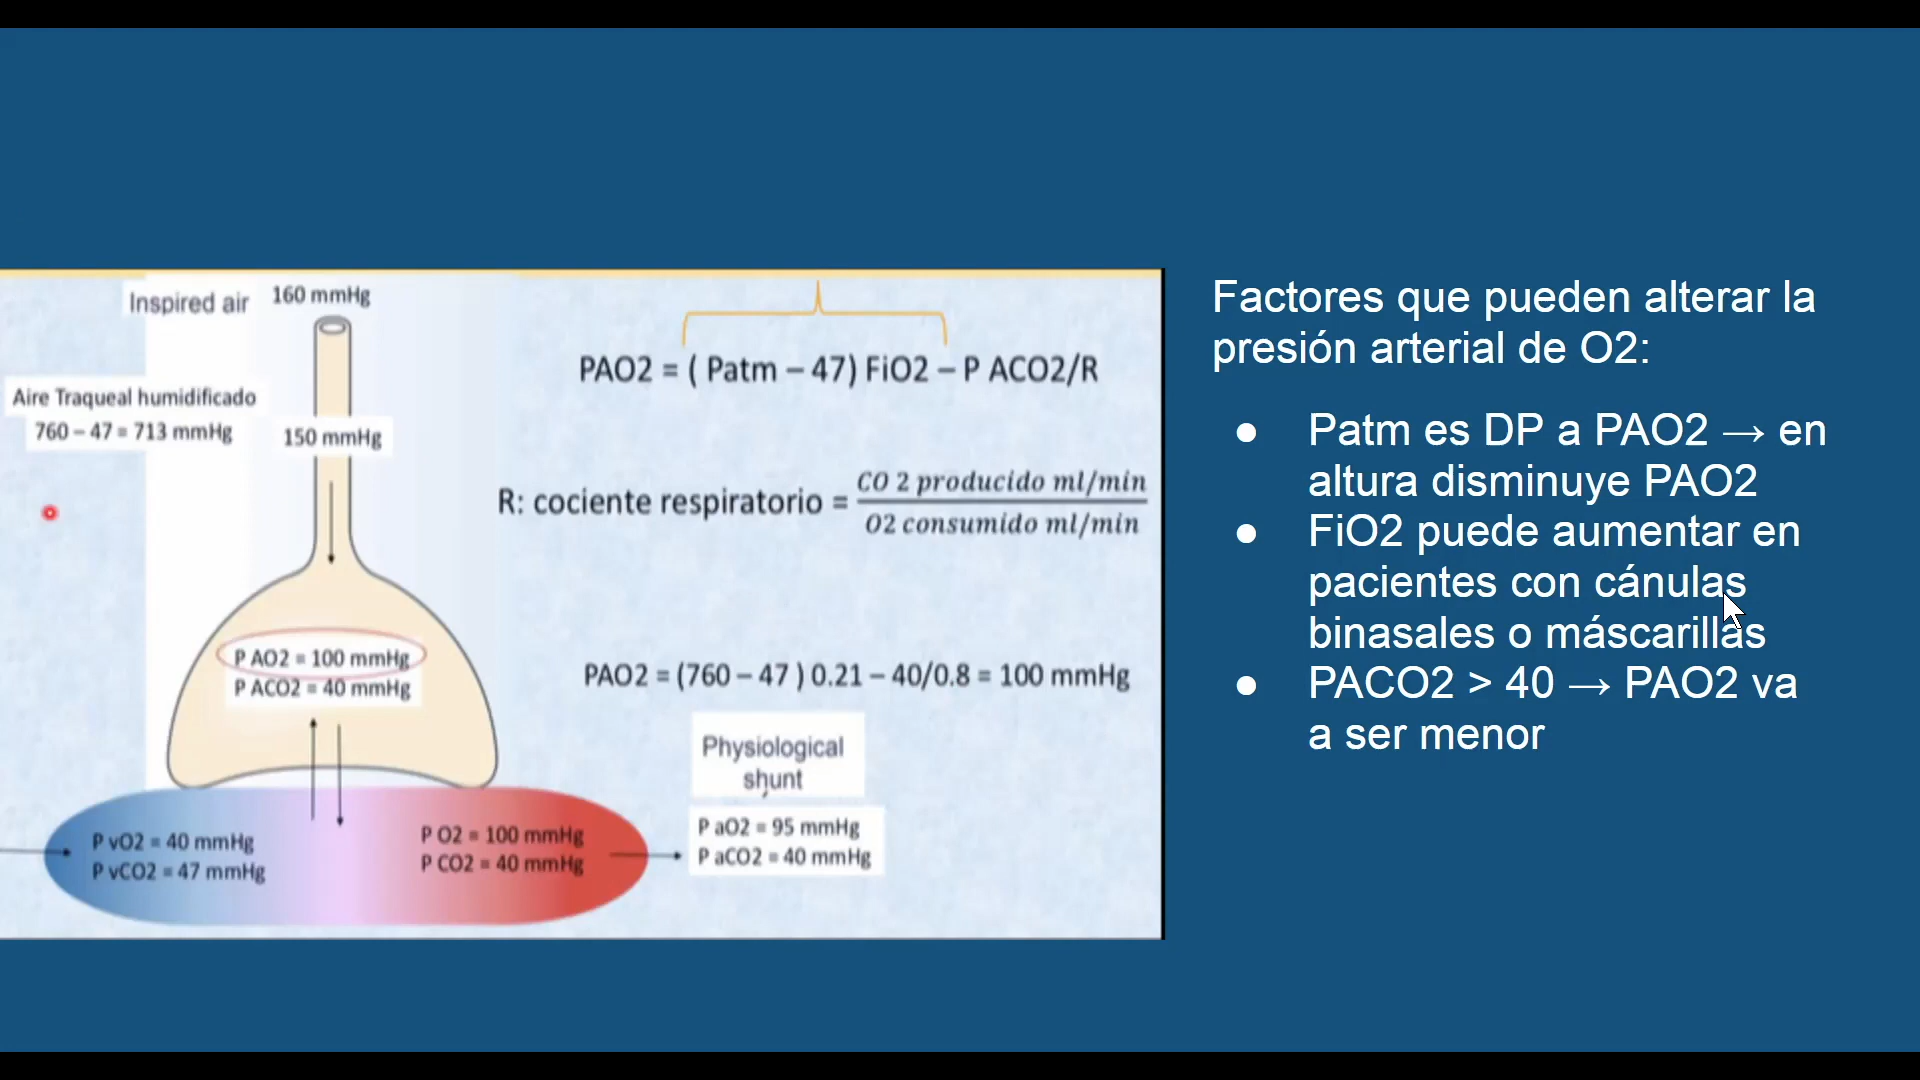 Inspired air
160 mmHg
Aire Traqueal humidificado
760 – 47 = 713 mmHg
150 mmHg
P AO2 = 100 mmHg
P ACO2 = 40 mmHg
P vO2 = 40 mmHg
P vCO2 = 47 mmHg
P O2 = 100 mmHg
P CO2 = 40 mmHg
PAO2 = ( Patm – 47) FiO2 – P ACO2/R
R: cociente respiratorio = CO 2 producido ml/min
O2 consumido ml/min
PAO2 = (760 – 47 ) 0.21 – 40/0.8 = 100 mmHg
Physiological
shunt
P aO2 = 95 mmHg
P aCO2 = 40 mmHg
Factores que pueden alterar la
presión arterial de O2:
● Patm es DP a PAO2 → en
altura disminuye PAO2
● FiO2 puede aumentar en
pacientes con cánulas
binasales o máscarillas
● PACO2 > 40 → PAO2 va
a ser menor